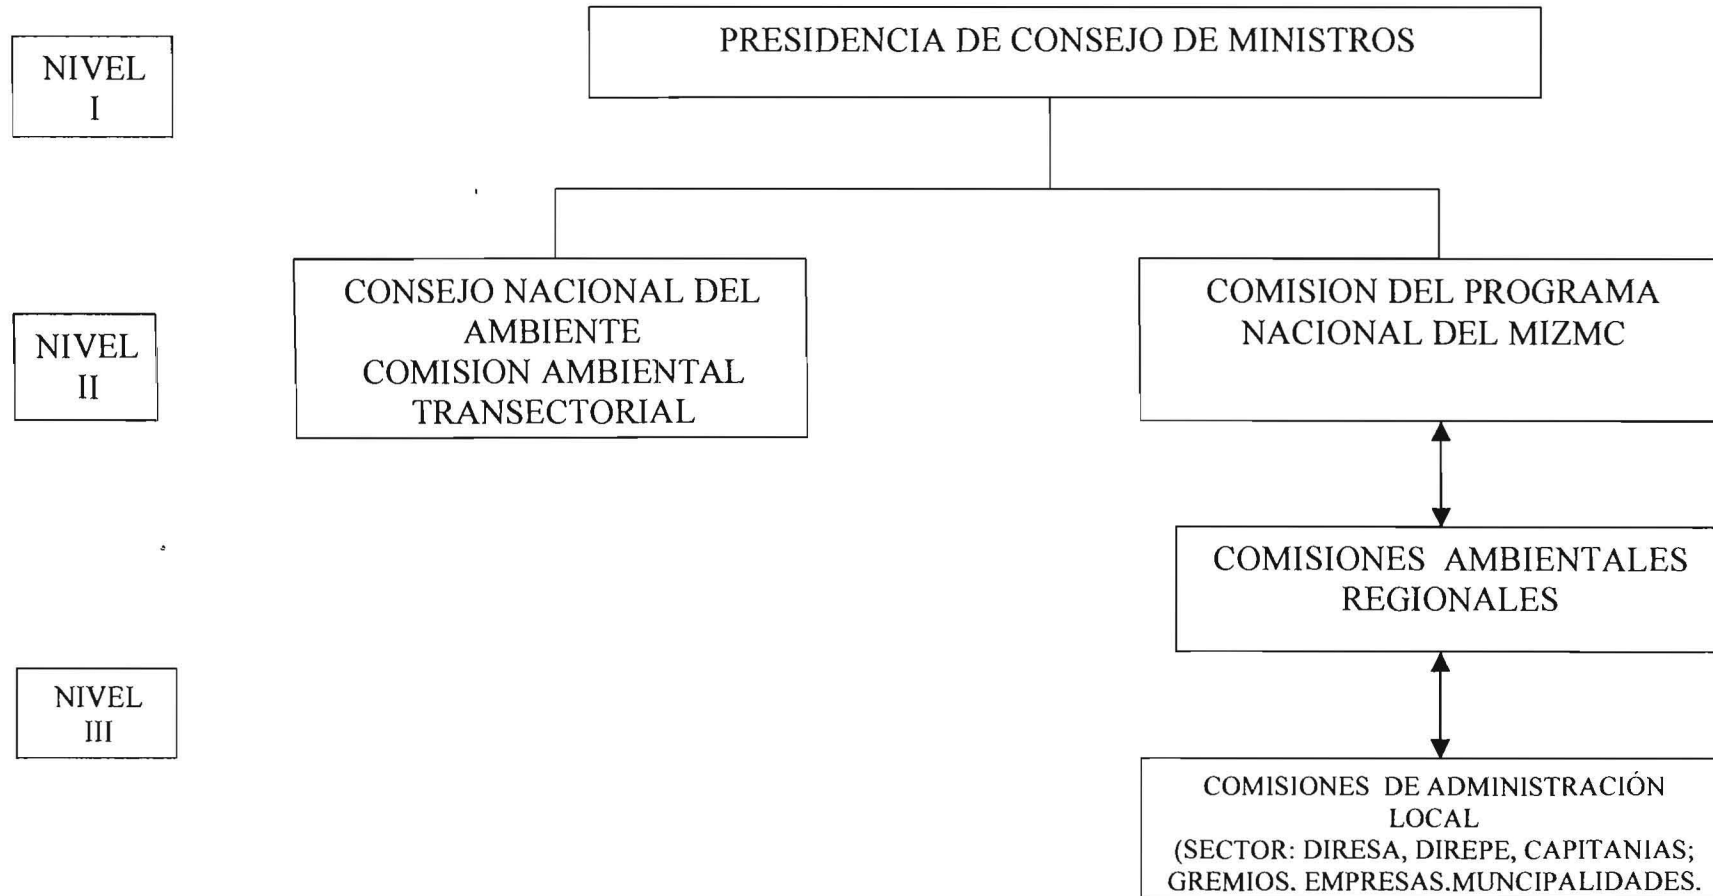 PRESIDENCIA DE CONSEJO DE MINISTROS
NIVEL
I
CONSEJO NACIONAL DEL
AMBIENTE
COMISION AMBIENTAL
TRANSECTORIAL
COMISION DEL PROGRAMA
NACIONAL DEL MIZMC
NIVEL
II
COMISIONES AMBIENTALES
REGIONALES
NIVEL
III
COMISIONES DE ADMINISTRACIÓN
LOCAL
(SECTOR: DIRESA, DIREPE, CAPITANIAS;
GREMIOS, EMPRESAS,MUNCIPALIDADES,